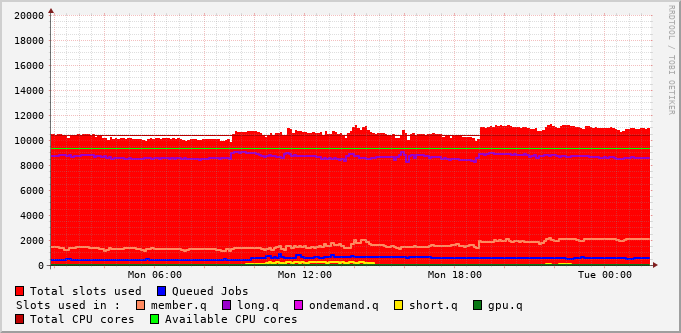 20000
18000
16000
14000
12000
10000
8000
6000
4000
2000
0
Mon 06:00 Mon 12:00 Mon 18:00 Tue 00:00
Total slots used Queued Jobs
Slots used in : member.q long.q ondemand.q short.q gpu.q
Total CPU cores Available CPU cores
RRDTOOL / TOBI OETIKER